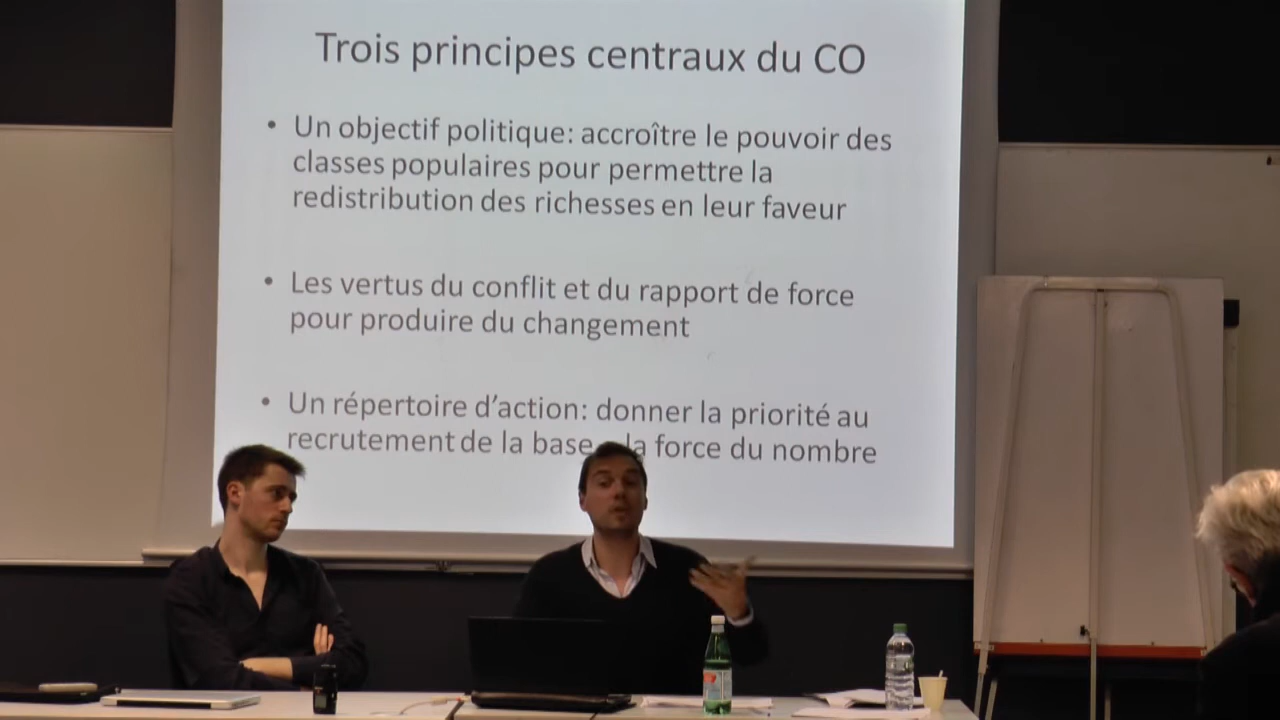 Trois principes centraux du CO
• Un objectif politique: accroître le pouvoir des
classes populaires pour permettre la
redistribution des richesses en leur faveur
• Les vertus du conflit et du rapport de force
pour produire du changement
• Un répertoire d’action: donner la priorité au
recrutement de la base la force du nombre